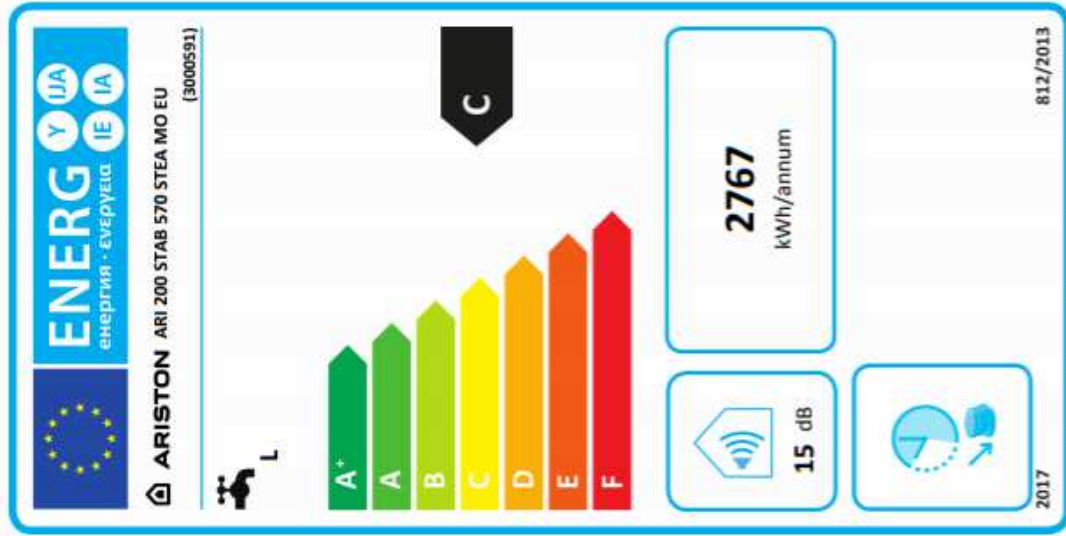 ENERG Y IJA
енергия · ενεργεια IE IA
ARISTON ARI 200 STAB 570 STEA MO EU
(3000591)
L
A+
A
B
C
D
E
F
C
15 dB
2767
kWh/annum
2017
812/2013